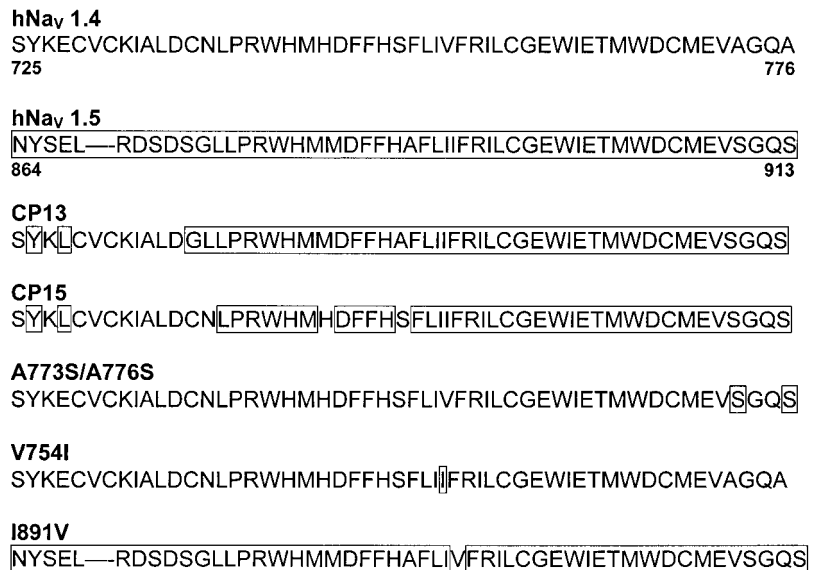 hNaV 1.4
SYKECVCKIALDCNLPRWHMHDFFHSFLIVFRILCGEWIETMWDCMEVAGQA
725 776
hNaV 1.5
NYSEL—-RDSDSGLLPRWHMMDFFHAFLIIFRILCGEWIETMWDCMEVSGQS
864 913
CP13
SYKLCVCKIALDGLLPRWHMMDFFHAFLIIFRILCGEWIETMWDCMEVSGQS
CP15
SYKLCVCKIALDCNLPRWHMHDFFHSFLIIFRILCGEWIETMWDCMEVSGQS
A773S/A776S
SYKECVCKIALDCNLPRWHMHDFFHSFLIVFRILCGEWIETMWDCMEVSGQS
V754I
SYKECVCKIALDCNLPRWHMHDFFHSFLIIFRILCGEWIETMWDCMEVAGQA
I891V
NYSEL—-RDSDSGLLPRWHMMDFFHAFLIVFRILCGEWIETMWDCMEVSGQS